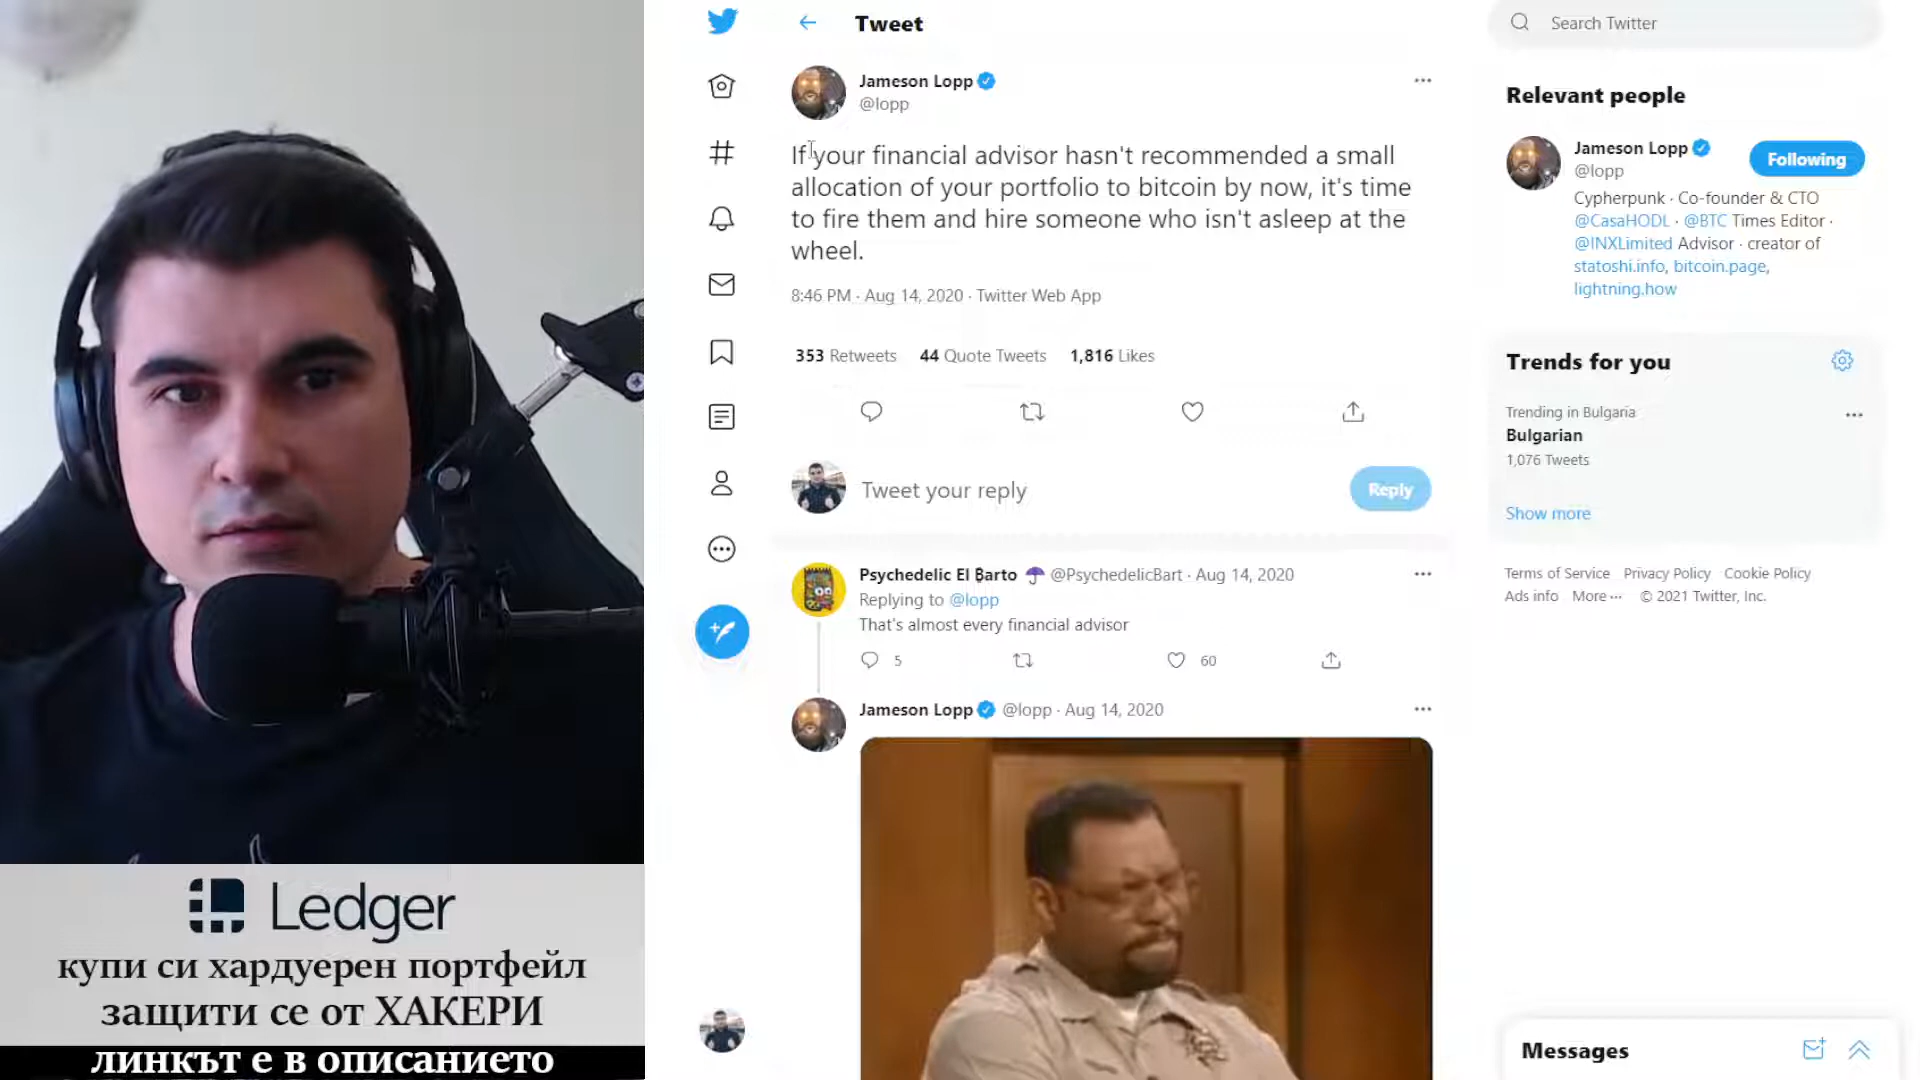 Tweet
Jameson Lopp
@lopp
If your financial advisor hasn't recommended a small
allocation of your portfolio to bitcoin by now, it's time
to fire them and hire someone who isn't asleep at the
wheel.
8:46 PM · Aug 14, 2020 · Twitter Web App
353 Retweets 44 Quote Tweets 1,816 Likes
Tweet your reply
Reply
Psychedelic El ₿arto ☂ @PsychedelicBart · Aug 14, 2020
Replying to @lopp
That's almost every financial advisor
5 60
Jameson Lopp @lopp · Aug 14, 2020
Search Twitter
Relevant people
Jameson Lopp
@lopp
Following
Cypherpunk · Co-founder & CTO
@CasaHODL · @BTC Times Editor ·
@INXLimited Advisor · creator of
statoshi.info, bitcoin.page,
lightning.how
Trends for you
Trending in Bulgaria
Bulgarian
1,076 Tweets
Show more
Terms of Service Privacy Policy Cookie Policy
Ads info More ··· © 2021 Twitter, Inc.
Messages
Ledger
купи си хардуерен портфейл
защити се от ХАКЕРИ
линкът е в описанието